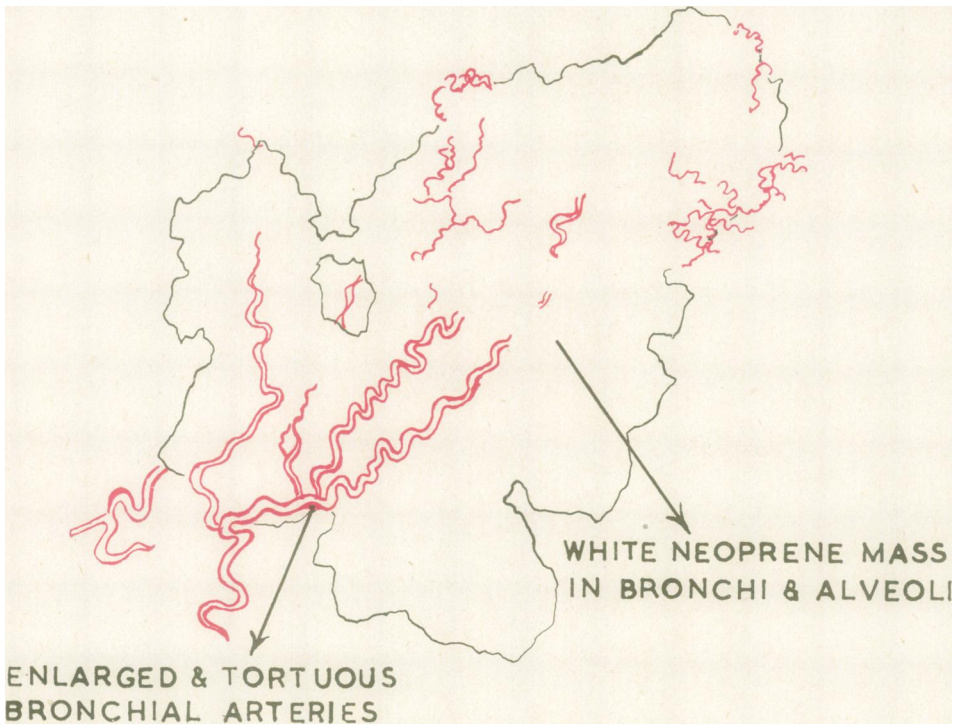 WHITE NEOPRENE MASS
IN BRONCHI & ALVEOLI
ENLARGED & TORTUOUS
BRONCHIAL ARTERIES